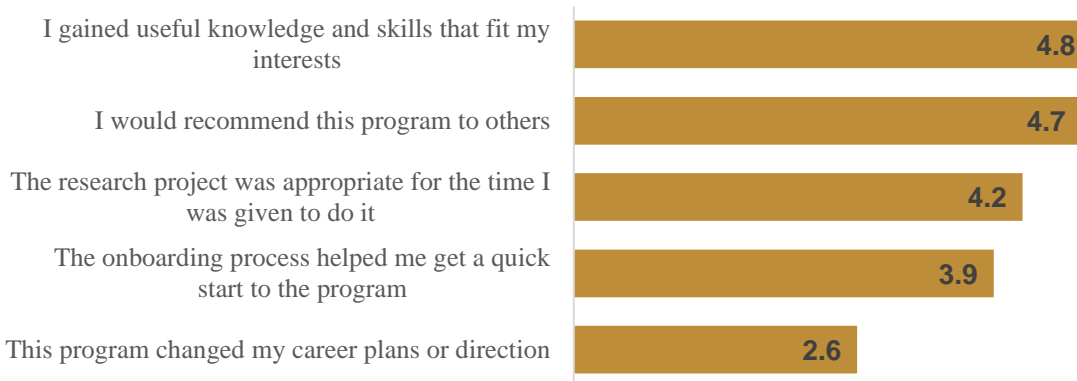 I gained useful knowledge and skills that fit my
interests
4.8
I would recommend this program to others
4.7
The research project was appropriate for the time I
was given to do it
4.2
The onboarding process helped me get a quick
start to the program
3.9
This program changed my career plans or direction
2.6